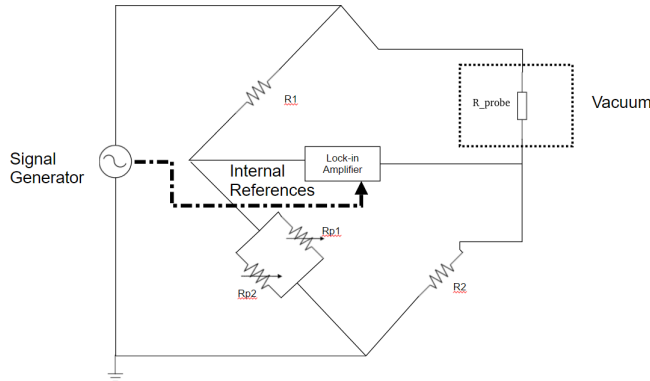 R_probe
Vacuum
R1
Signal
Generator
Lock-in
Amplifier
Internal
References
Rp1
Rp2
R2